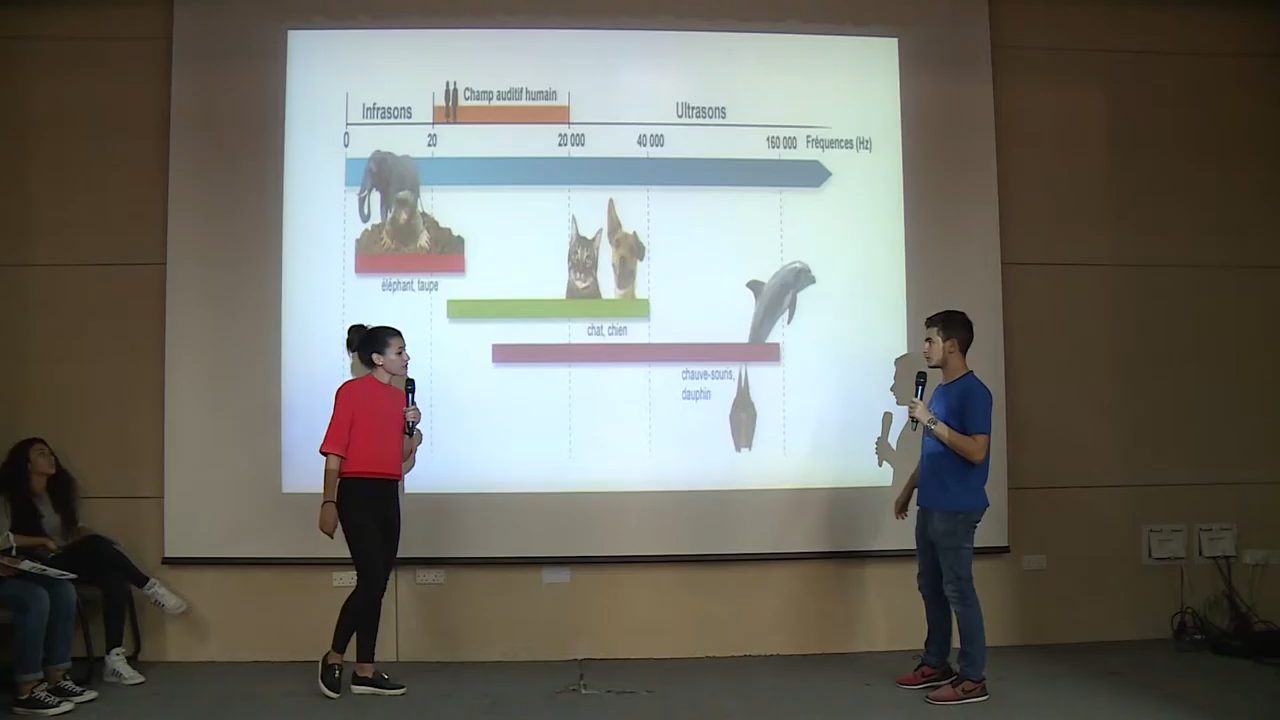 Champ auditif humain
Infrasons
Ultrasons
0
20
20 000
40 000
160 000
Fréquences (Hz)
éléphant, taupe
chat, chien
chauve-souris,
dauphin